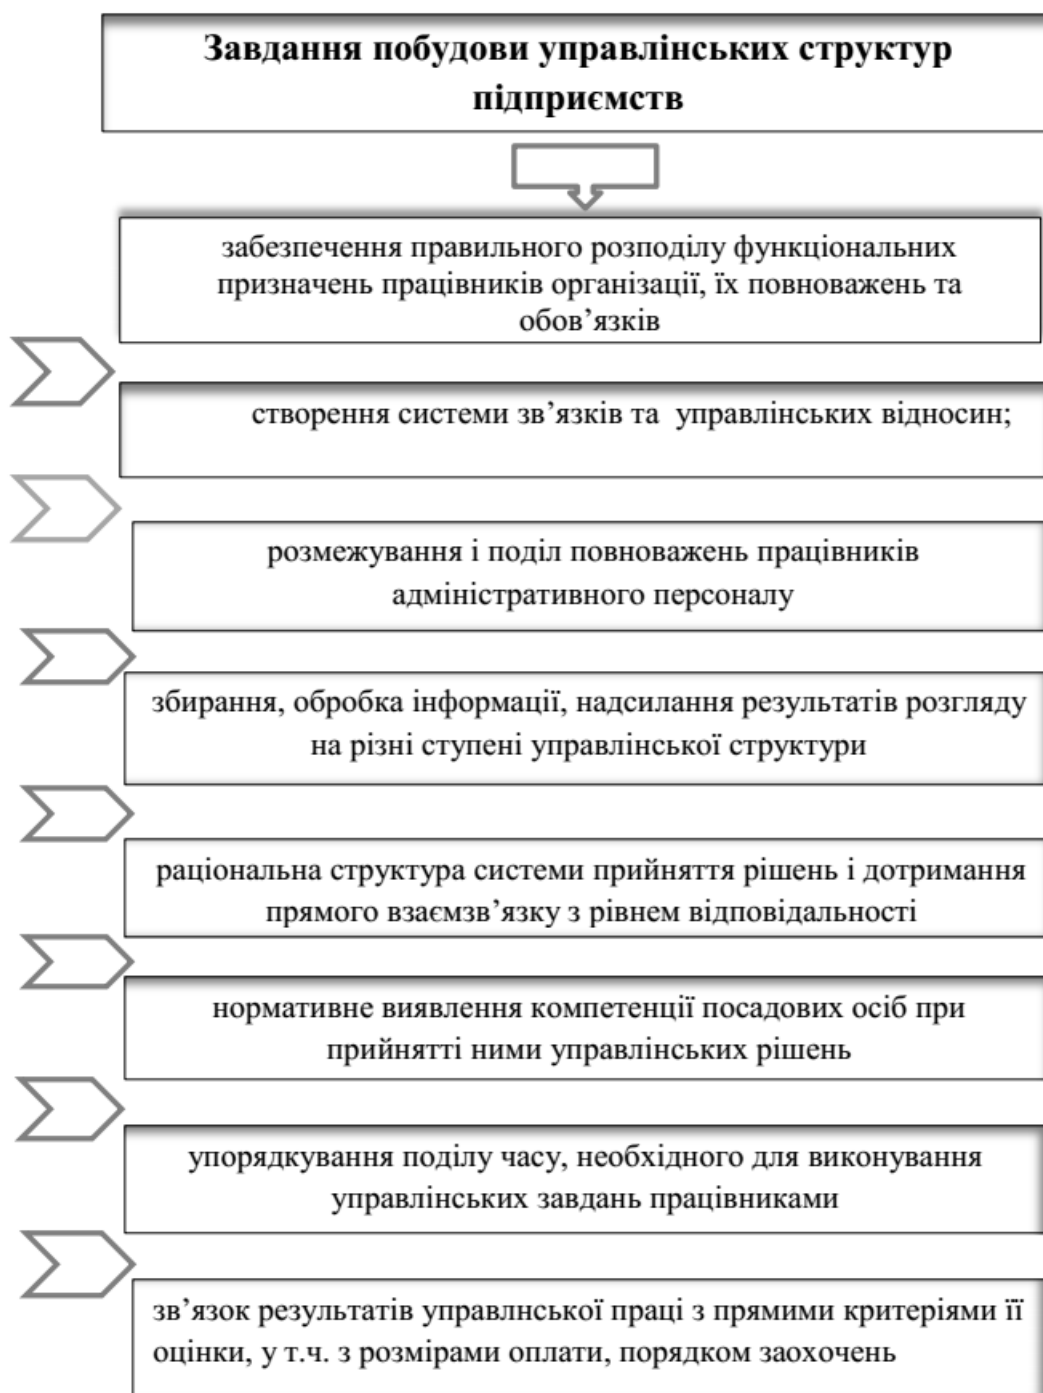 Завдання побудови управлінських структур
підприємств
забезпечення правильного розподілу функціональних
призначень працівників організації, їх повноважень та
обов’язків
створення системи зв’язків та управлінських відносин;
розмежування і поділ повноважень працівників
адміністративного персоналу
збирання, обробка інформації, надсилання результатів розгляду
на різні ступені управлінської структури
раціональна структура системи прийняття рішень і дотримання
прямого взаємзв’язку з рівнем відповідальності
нормативне виявлення компетенції посадових осіб при
прийнятті ними управлінських рішень
упорядкування поділу часу, необхідного для виконування
управлінських завдань працівниками
зв’язок результатів управлнської праці з прямими критеріями її
оцінки, у т.ч. з розмірами оплати, порядком заохочень